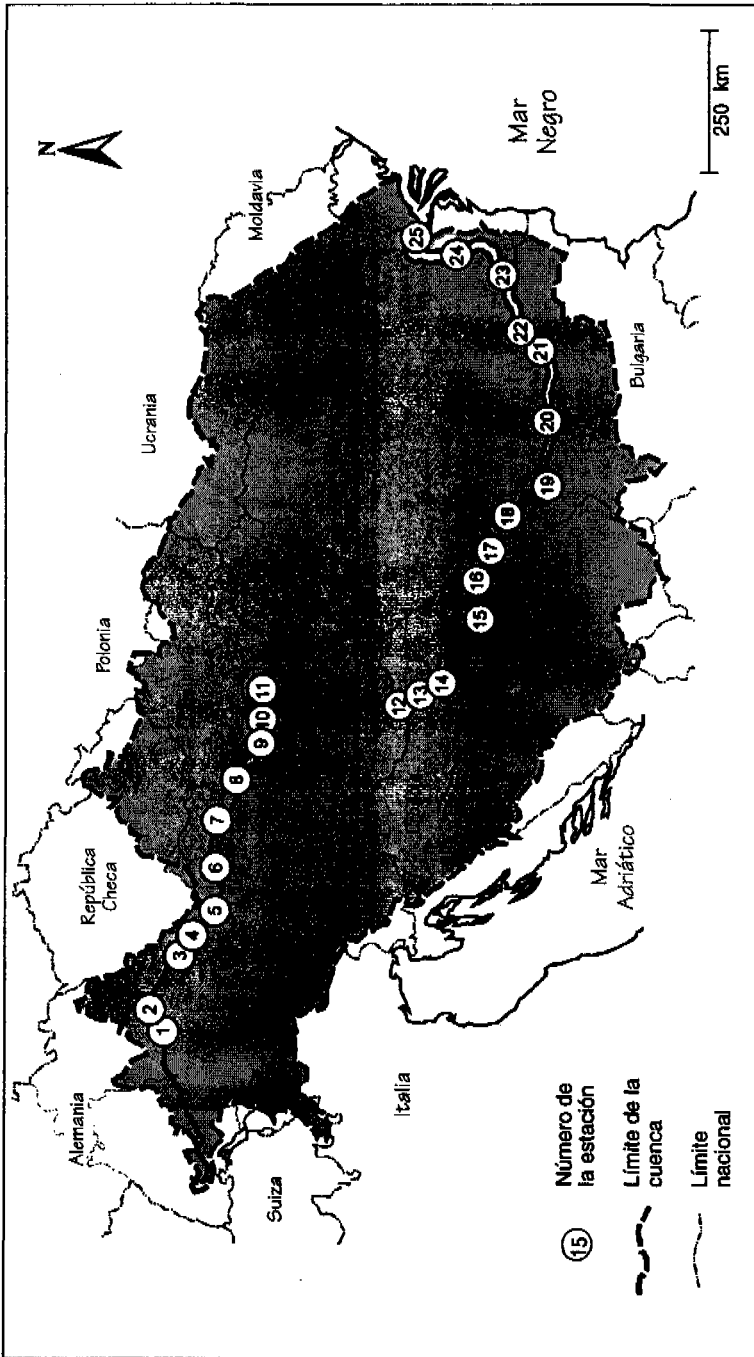 N
Alemania
República
Checa
Polonia
Ucrania
Moldavia
Suiza
Italia
Mar
Adriático
Bulgaria
Mar
Negro
1
2
3
4
5
6
7
8
9
10
11
12
13
14
15
16
17
18
19
20
21
22
23
24
25
15
Número de
la estación
Límite de la
cuenca
Límite
nacional
250 km